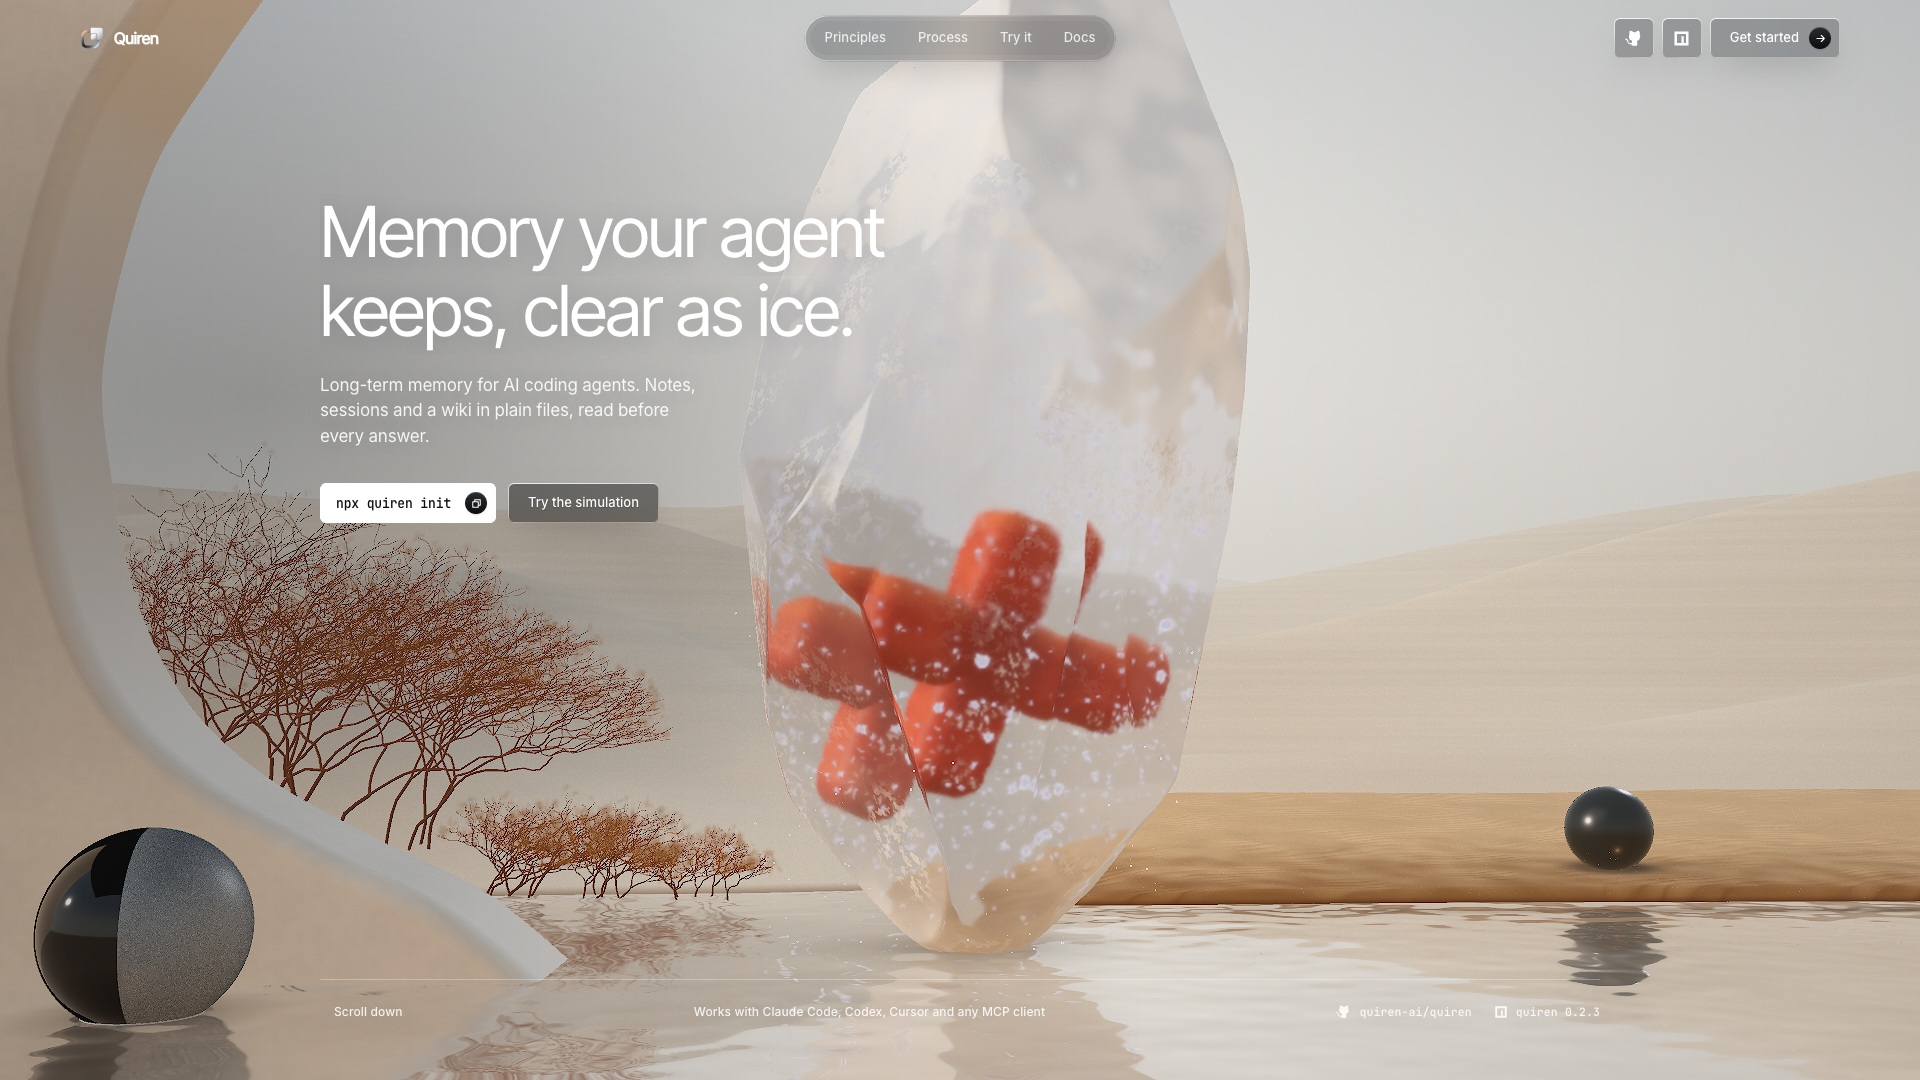 Quiren
Principles
Process
Try it
Docs
Get started
Memory your agent
keeps, clear as ice.
Long-term memory for AI coding agents. Notes,
sessions and a wiki in plain files, read before
every answer.
npx quiren init
Try the simulation
Scroll down
Works with Claude Code, Codex, Cursor and any MCP client
quiren-ai/quiren
quiren 0.2.3